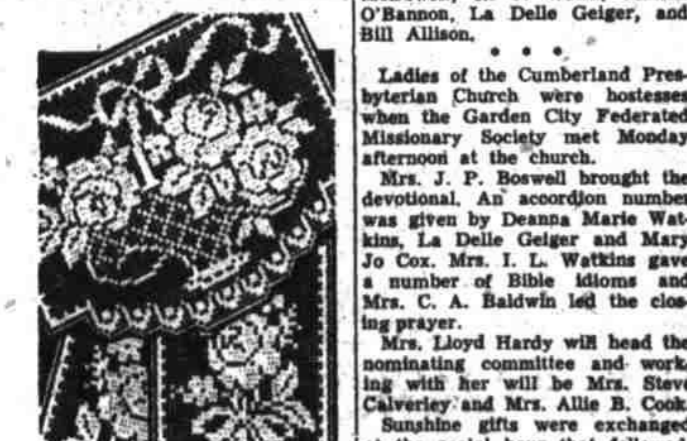 O'Bannon, La Delle Geiger, and
Bill Allison.
* * *
Ladies of the Cumberland Pres-
byterian Church were hostesses
when the Garden City Federated
Missionary Society met Monday
afternoon at the church.
Mrs. J. P. Boswell brought the
devotional. An accordion number
was given by Deanna Marie Wat-
kins, La Delle Geiger and Mary
Jo Cox. Mrs. I. L. Watkins gave
a number of Bible idioms and
Mrs. C. A. Baldwin led the clos-
ing prayer.
Mrs. Lloyd Hardy will head the
nominating committee and work-
ing with her will be Mrs. Steve
Calverley and Mrs. Allie B. Cook.
Sunshine gifts were exchanged